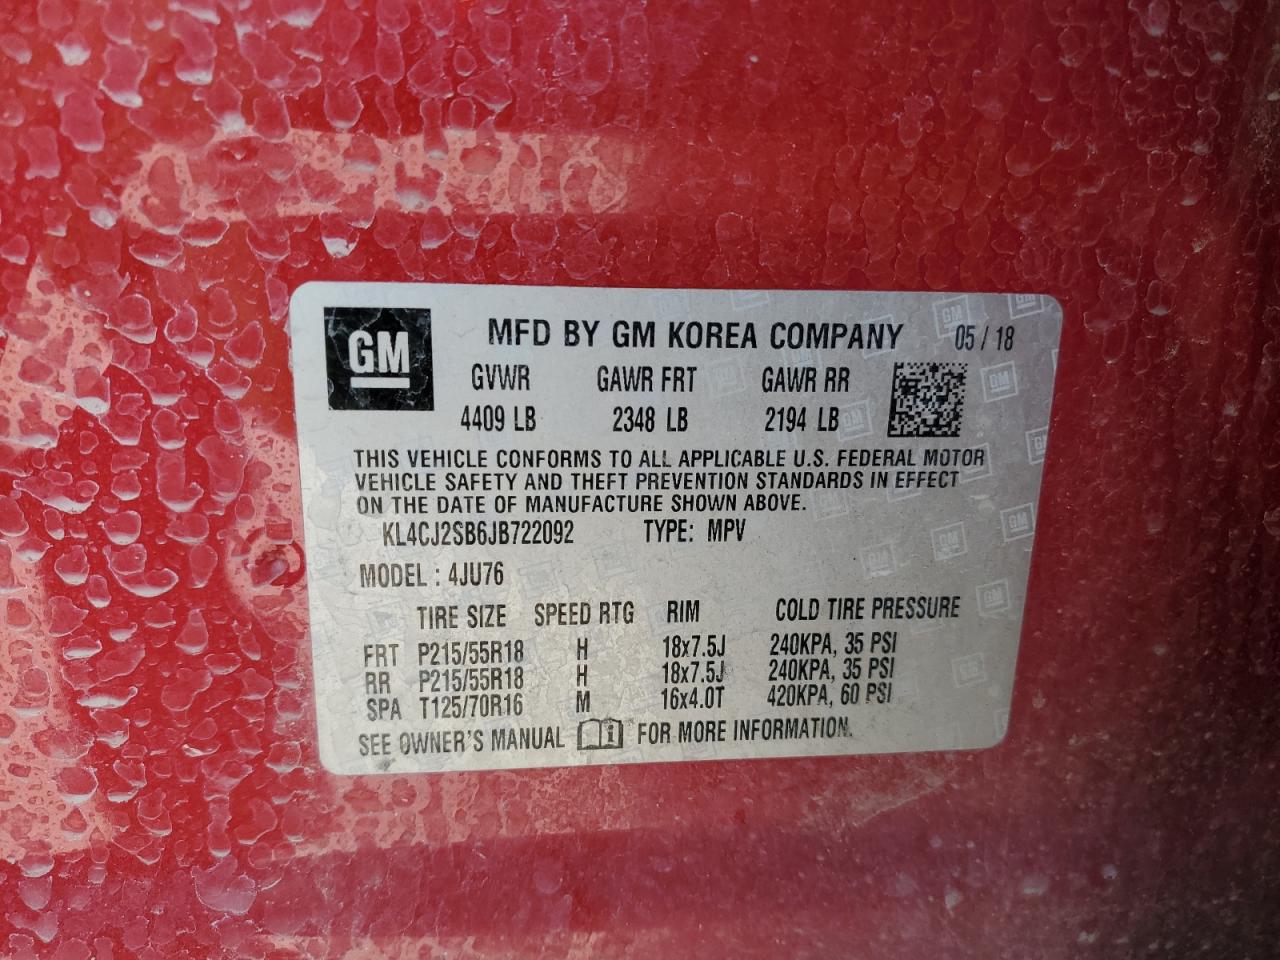 GM
MFD BY GM KOREA COMPANY 05 / 18
GVWR GAWR FRT GAWR RR
4409 LB 2348 LB 2194 LB
THIS VEHICLE CONFORMS TO ALL APPLICABLE U.S. FEDERAL MOTOR
VEHICLE SAFETY AND THEFT PREVENTION STANDARDS IN EFFECT
ON THE DATE OF MANUFACTURE SHOWN ABOVE.
KL4CJ2SB6JB722092 TYPE: MPV
MODEL : 4JU76
TIRE SIZE SPEED RTG RIM COLD TIRE PRESSURE
FRT P215/55R18 H 18x7.5J 240KPA, 35 PSI
RR P215/55R18 H 18x7.5J 240KPA, 35 PSI
SPA T125/70R16 M 16x4.0T 420KPA, 60 PSI
SEE OWNER'S MANUAL i FOR MORE INFORMATION.